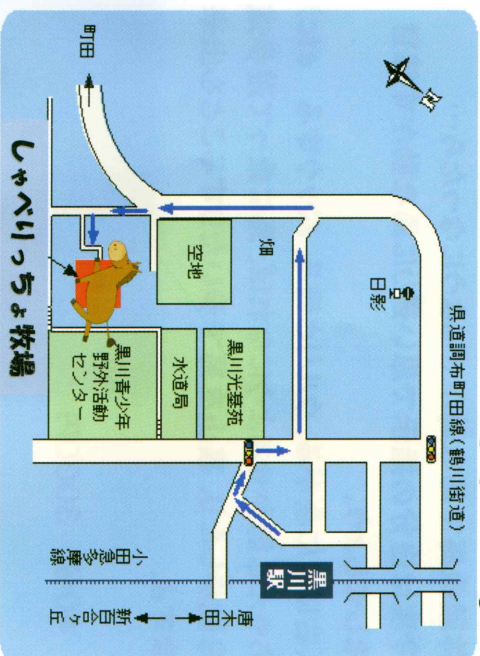 県道調布町田線(鶴川街道)
N
日影
町田
畑
空地
黒川光墓苑
水道局
黒川青少年
野外活動
センター
しゃべりっちょ牧場
黒川駅
小田急多摩線
唐木田
新百合ヶ丘